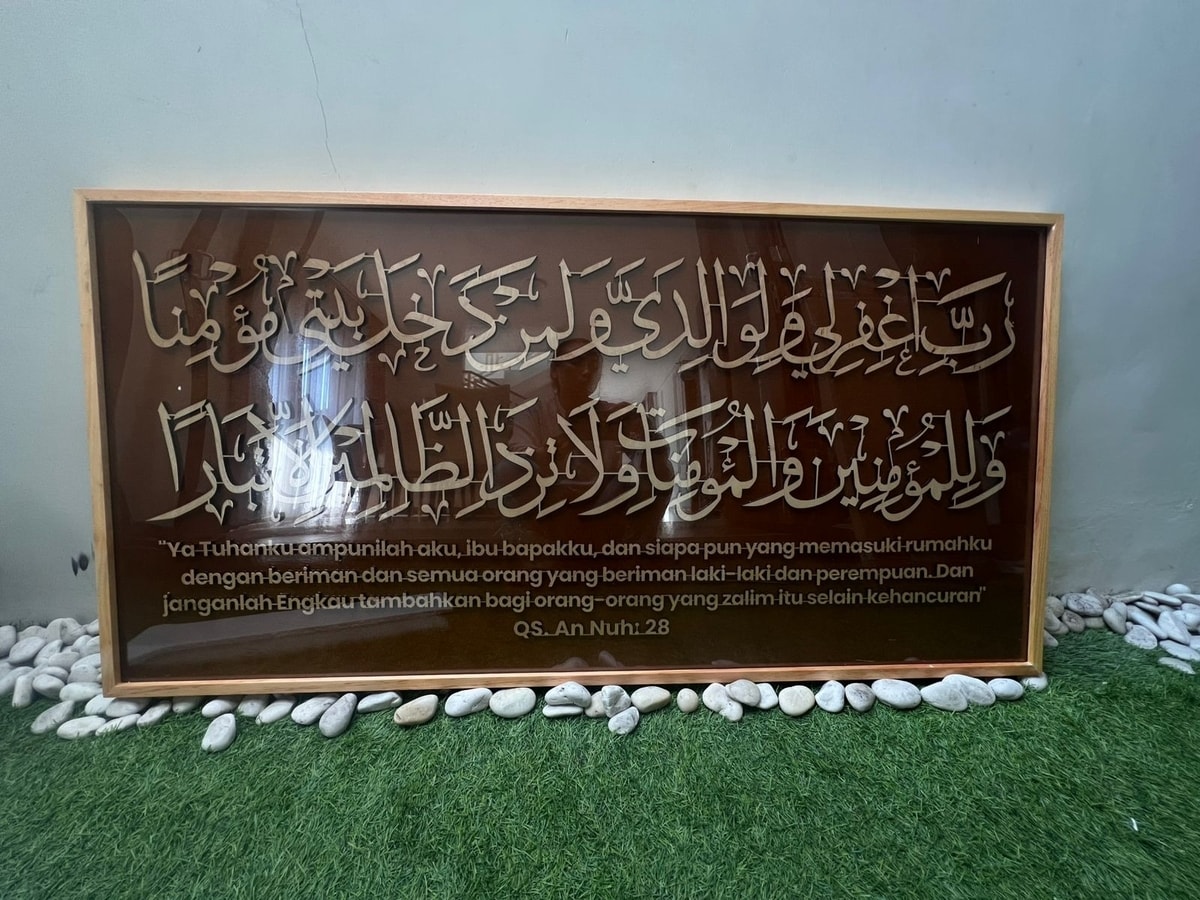 رَبِّ اغْفِرْ لِي وَلِوَالِدَيَّ وَلِمَنْ دَخَلَ بَيْتِيَ مُؤْمِنًا
وَلِلْمُؤْمِنِينَ وَالْمُؤْمِنَاتِ وَلَا تَزِدِ الظَّالِمِينَ إِلَّا تَبَارًا
"Ya Tuhanku ampunilah aku, ibu bapakku, dan siapa pun yang memasuki rumahku
dengan beriman dan semua orang yang beriman laki-laki dan perempuan. Dan
janganlah Engkau tambahkan bagi orang-orang yang zalim itu selain kehancuran"
QS. An Nuh: 28